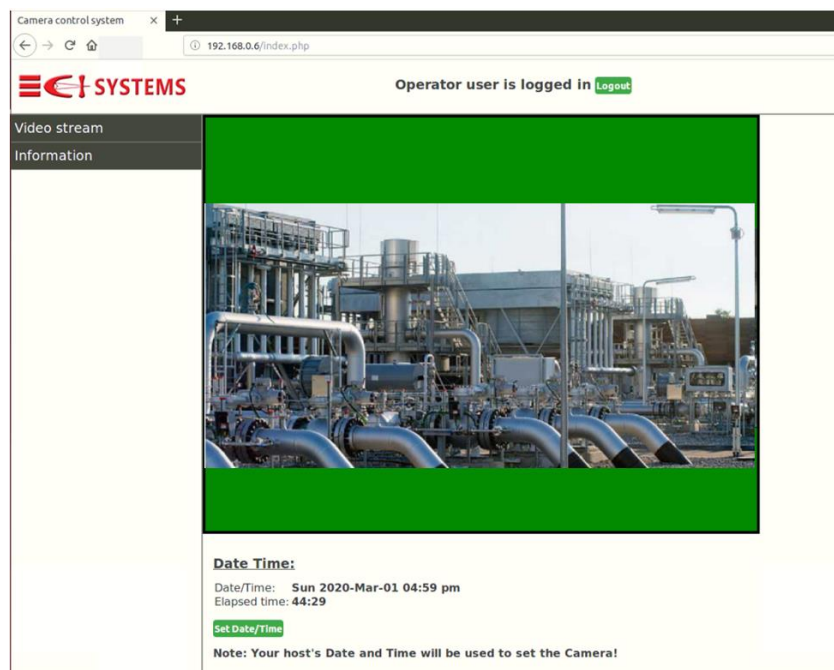 Camera control system × +
192.168.0.6/index.php
ECI SYSTEMS
Operator user is logged in Logout
Video stream
Information
Date Time:
Date/Time: Sun 2020-Mar-01 04:59 pm
Elapsed time: 44:29
Set Date/Time
Note: Your host's Date and Time will be used to set the Camera!